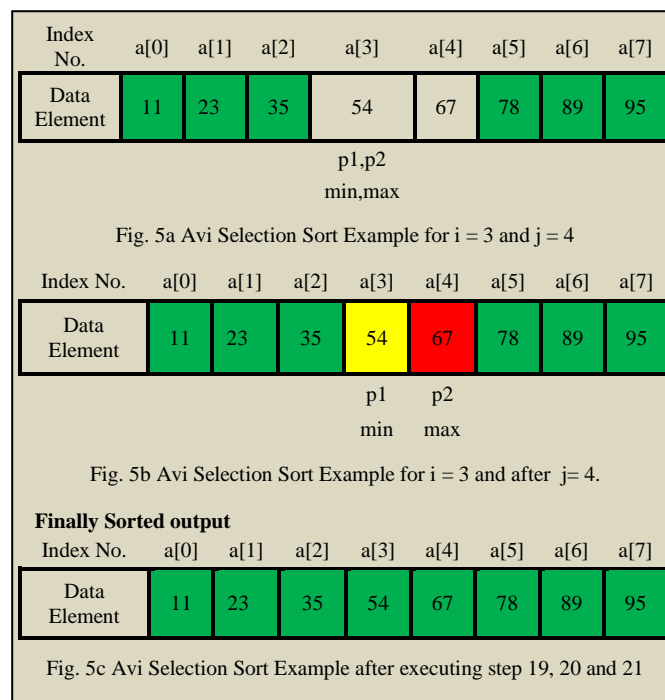 Index No. a[0] a[1] a[2] a[3] a[4] a[5] a[6] a[7]
Data Element 11 23 35 54 67 78 89 95
p1,p2
min,max
Fig. 5a Avi Selection Sort Example for i = 3 and j = 4
Index No. a[0] a[1] a[2] a[3] a[4] a[5] a[6] a[7]
Data Element 11 23 35 54 67 78 89 95
p1 p2
min max
Fig. 5b Avi Selection Sort Example for i = 3 and after j= 4.
Finally Sorted output
Index No. a[0] a[1] a[2] a[3] a[4] a[5] a[6] a[7]
Data Element 11 23 35 54 67 78 89 95
Fig. 5c Avi Selection Sort Example after executing step 19, 20 and 21